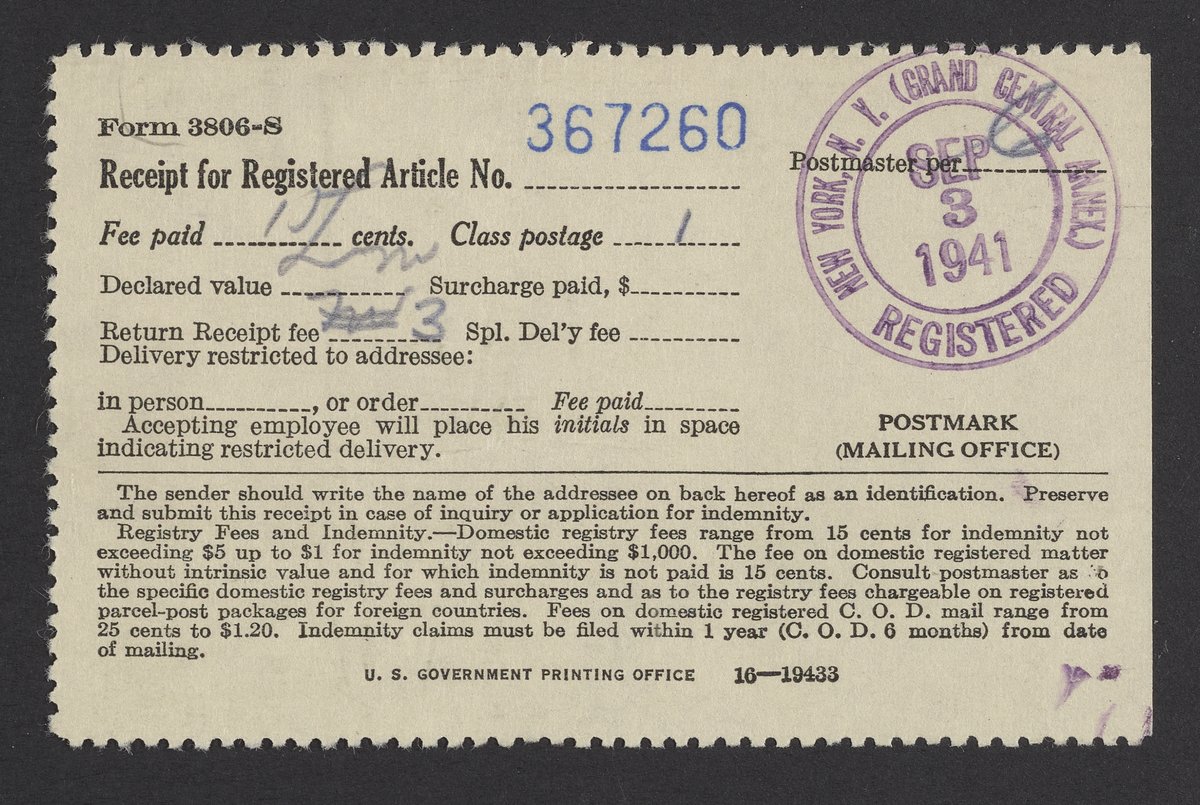 Form 3806-S
367260
Receipt for Registered Article No.
Postmaster per
Fee paid 15 cents. Class postage 1
Declared value Surcharge paid, $
Return Receipt fee 3 Spl. Del'y fee
Delivery restricted to addressee:
in person, or order Fee paid
Accepting employee will place his initials in space
indicating restricted delivery.
NEW YORK, N. Y. (GRAND CENTRAL ANNEX.)
SEP
3
1941
REGISTERED
POSTMARK
(MAILING OFFICE)
The sender should write the name of the addressee on back hereof as an identification. Preserve
and submit this receipt in case of inquiry or application for indemnity.
Registry Fees and Indemnity.—Domestic registry fees range from 15 cents for indemnity not
exceeding $5 up to $1 for indemnity not exceeding $1,000. The fee on domestic registered matter
without intrinsic value and for which indemnity is not paid is 15 cents. Consult postmaster as to
the specific domestic registry fees and surcharges and as to the registry fees chargeable on registered
parcel-post packages for foreign countries. Fees on domestic registered C. O. D. mail range from
25 cents to $1.20. Indemnity claims must be filed within 1 year (C. O. D. 6 months) from date
of mailing.
U. S. GOVERNMENT PRINTING OFFICE 16—19433